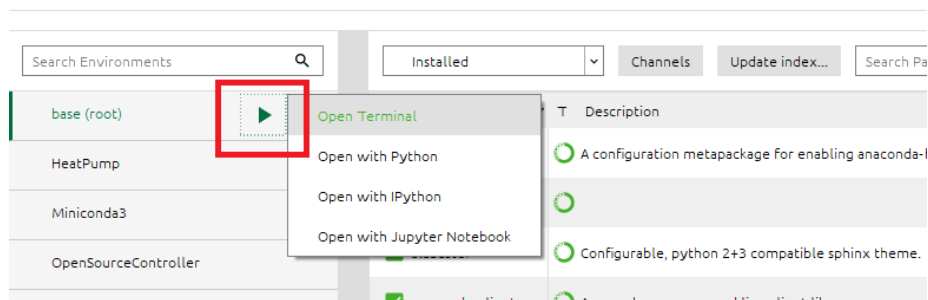 Search Environments
Installed
Channels
Update index...
Search Pa
base (root)
Open Terminal
T Description
HeatPump
Open with Python
A configuration metapackage for enabling anaconda-
Miniconda3
Open with IPython
Open with Jupyter Notebook
OpenSourceController
Configurable, python 2+3 compatible sphinx theme.